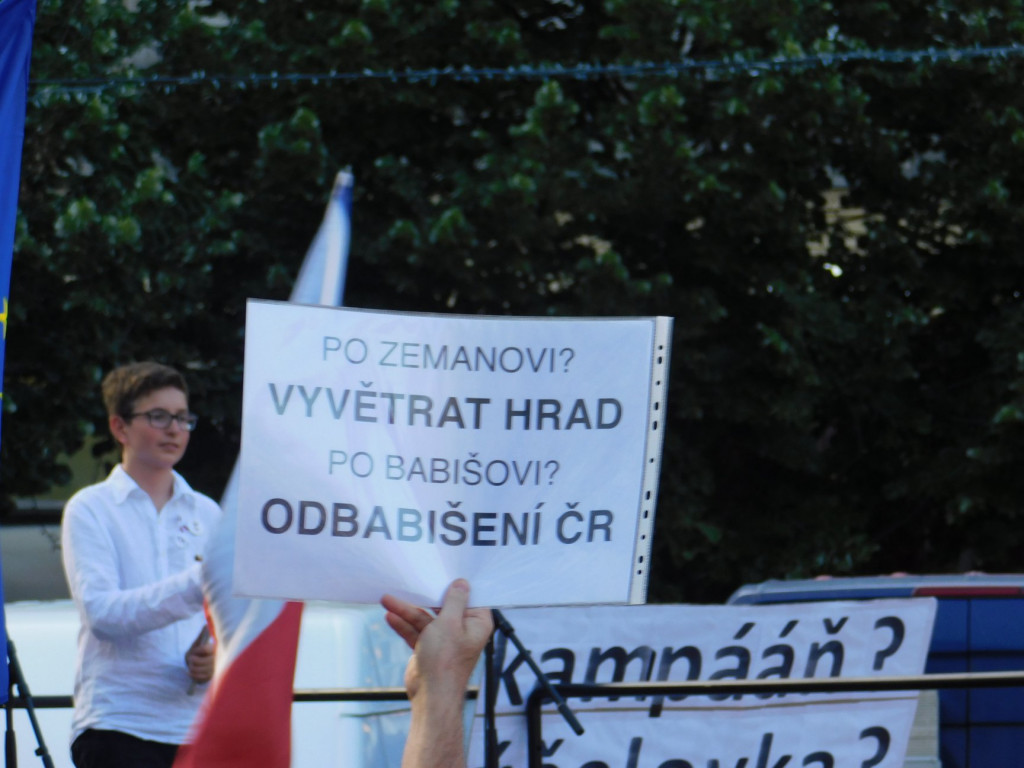 PO ZEMANOVI?
VYVĚTRAT HRAD
PO BABIŠOVI?
ODBABIŠENÍ ČR
kampááň?